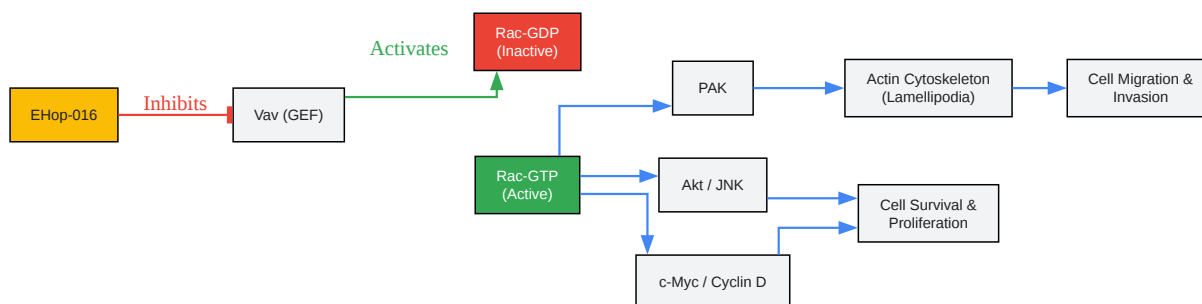 EHop-016
Inhibits
Vav (GEF)
Activates
Rac-GDP
(Inactive)
Rac-GTP
(Active)
PAK
Actin Cytoskeleton
(Lamellipodia)
Cell Migration &
Invasion
Akt / JNK
Cell Survival &
Proliferation
c-Myc / Cyclin D